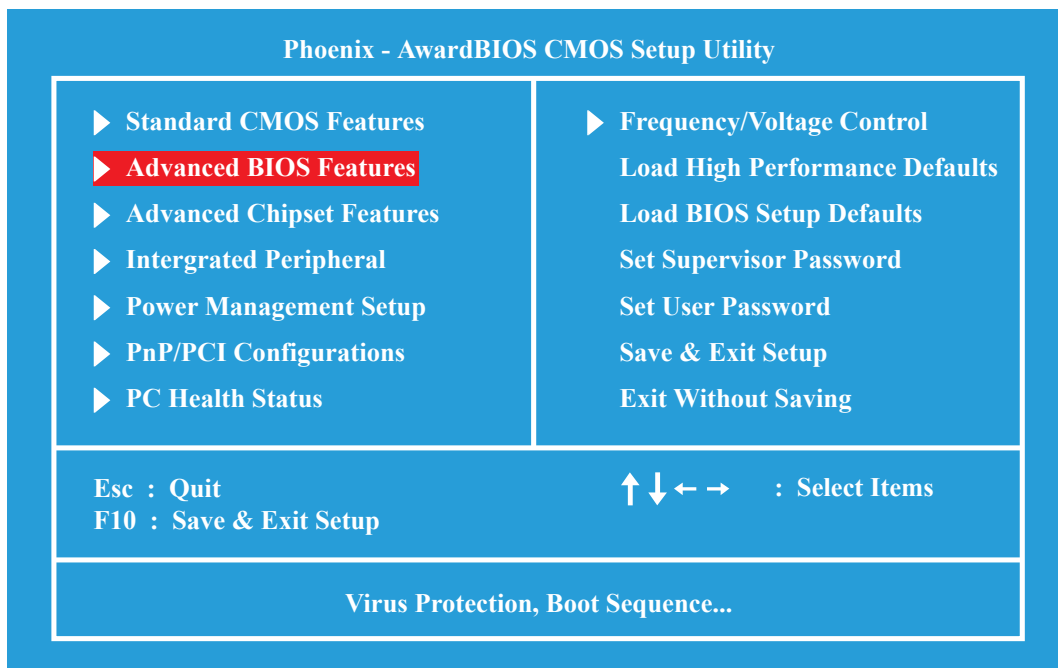 Phoenix - AwardBIOS CMOS Setup Utility
Standard CMOS Features
Advanced BIOS Features
Advanced Chipset Features
Intergrated Peripheral
Power Management Setup
PnP/PCI Configurations
PC Health Status
Frequency/Voltage Control
Load High Performance Defaults
Load BIOS Setup Defaults
Set Supervisor Password
Set User Password
Save & Exit Setup
Exit Without Saving
Esc : Quit
F10 : Save & Exit Setup
↑ ↓ ← → : Select Items
Virus Protection, Boot Sequence...